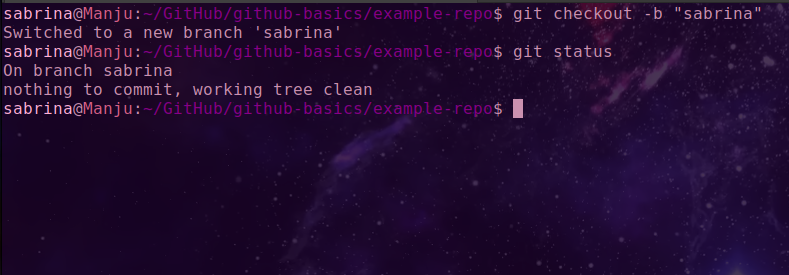 sabrina@Manju:~/GitHub/github-basics/example-repo$ git checkout -b "sabrina"
Switched to a new branch 'sabrina'
sabrina@Manju:~/GitHub/github-basics/example-repo$ git status
On branch sabrina
nothing to commit, working tree clean
sabrina@Manju:~/GitHub/github-basics/example-repo$